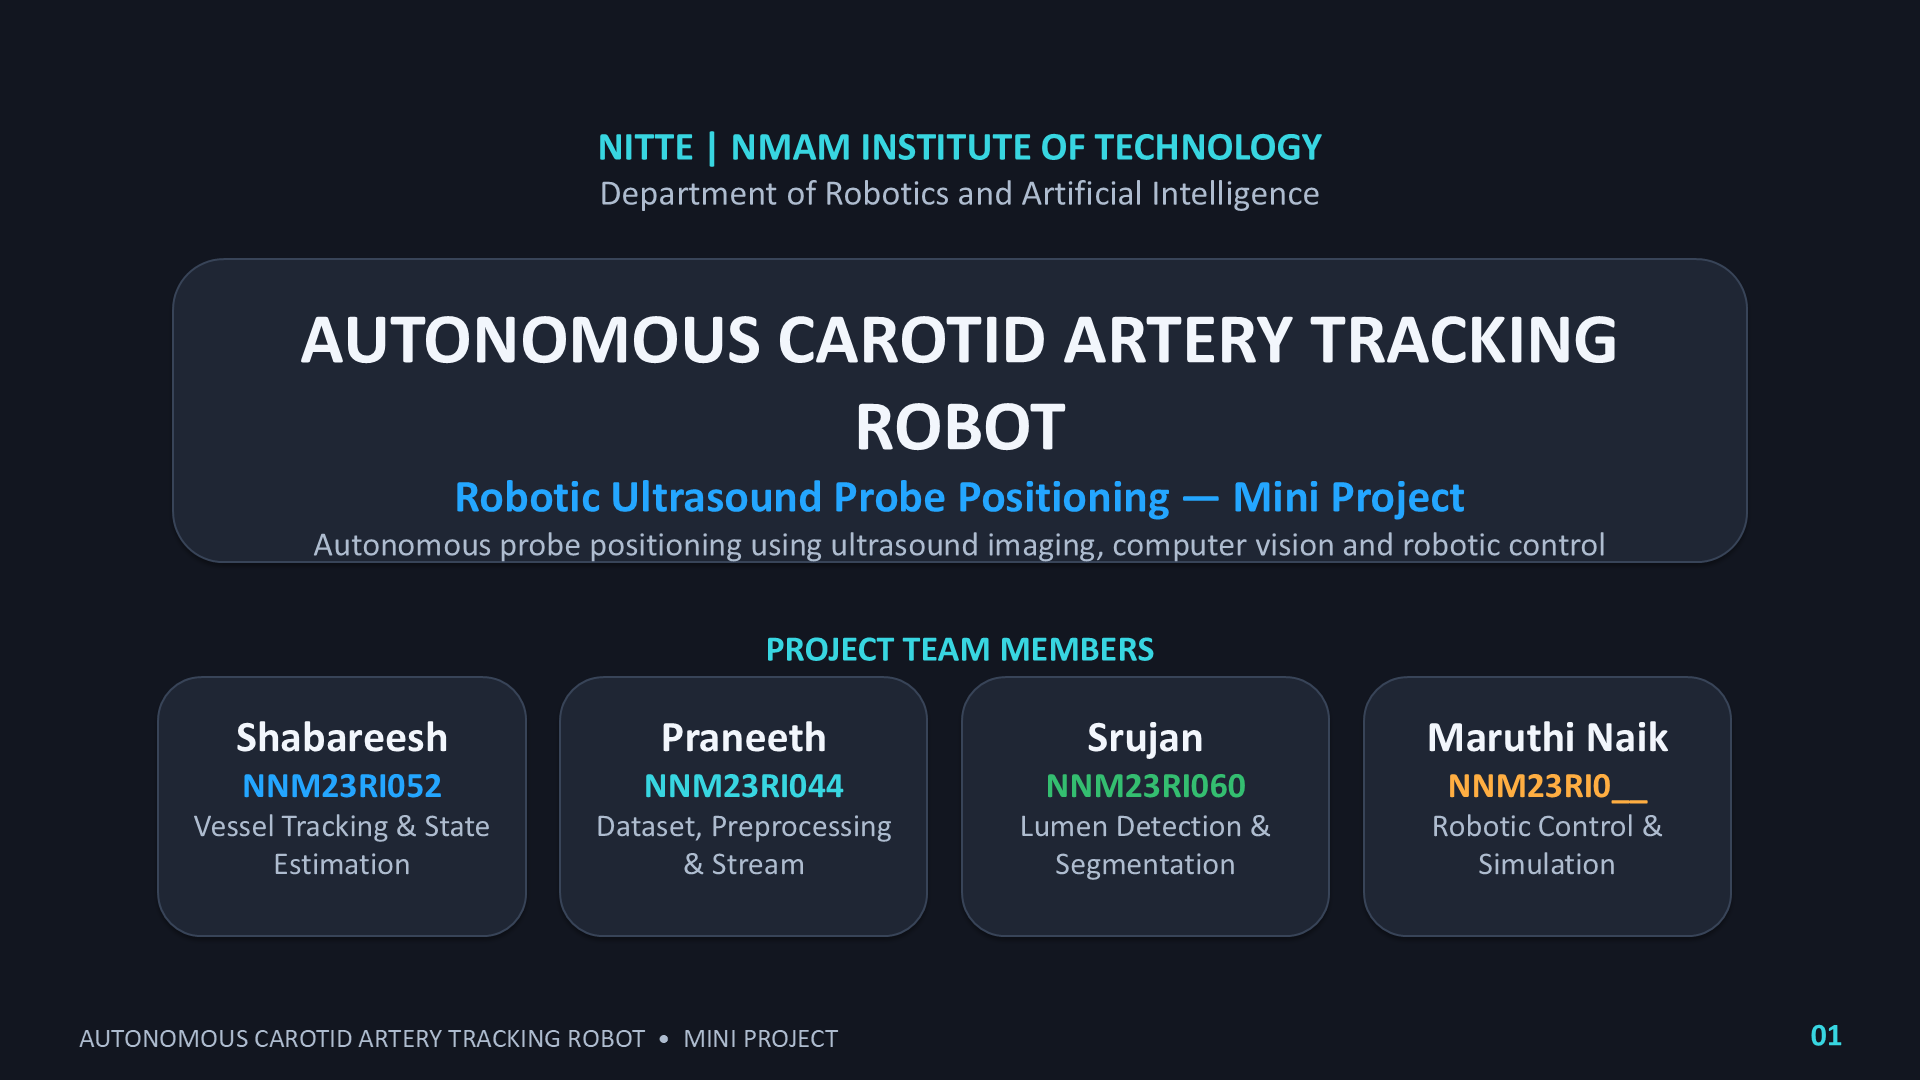 NITTE | NMAM INSTITUTE OF TECHNOLOGY
Department of Robotics and Artificial Intelligence
AUTONOMOUS CAROTID ARTERY TRACKING
ROBOT
Robotic Ultrasound Probe Positioning — Mini Project
Autonomous probe positioning using ultrasound imaging, computer vision and robotic control
PROJECT TEAM MEMBERS
Shabareesh
NNM23RI052
Vessel Tracking & State
Estimation
Praneeth
NNM23RI044
Dataset, Preprocessing
& Stream
Srujan
NNM23RI060
Lumen Detection &
Segmentation
Maruthi Naik
NNM23RI0__
Robotic Control &
Simulation
AUTONOMOUS CAROTID ARTERY TRACKING ROBOT • MINI PROJECT
01